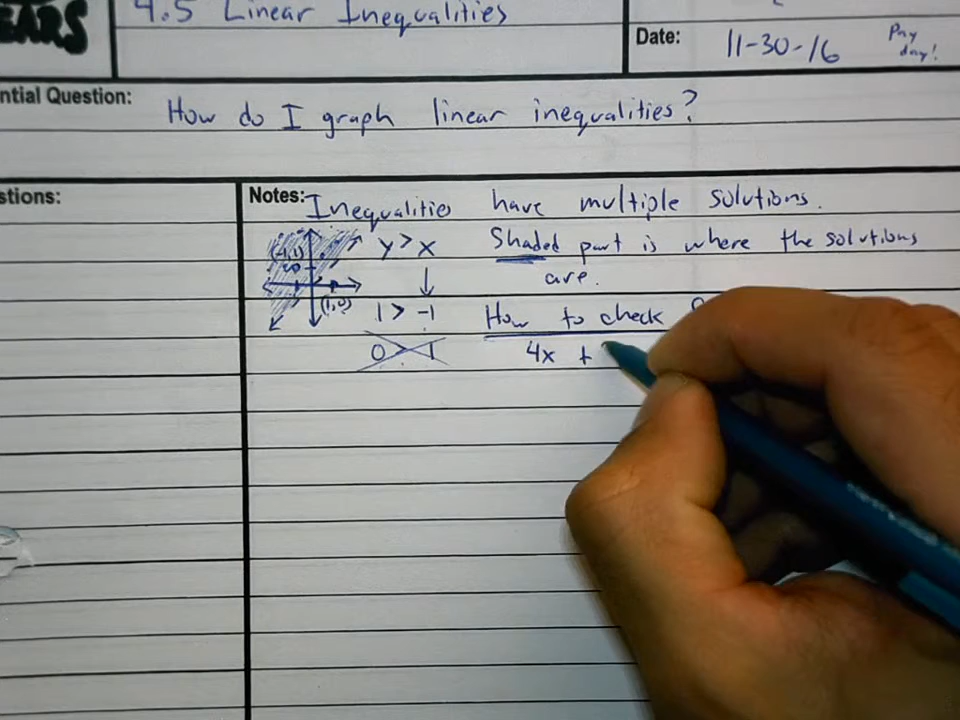 4.5 Linear Inequalities
EARS
Date: 11-30-16 Pay day!
ntial Question: How do I graph linear inequalities?
stions:
Notes: Inequalities have multiple solutions.
y > x Shaded part is where the solutions
are.
(1,0)
1 > -1 How to check
0 > 1 4x +